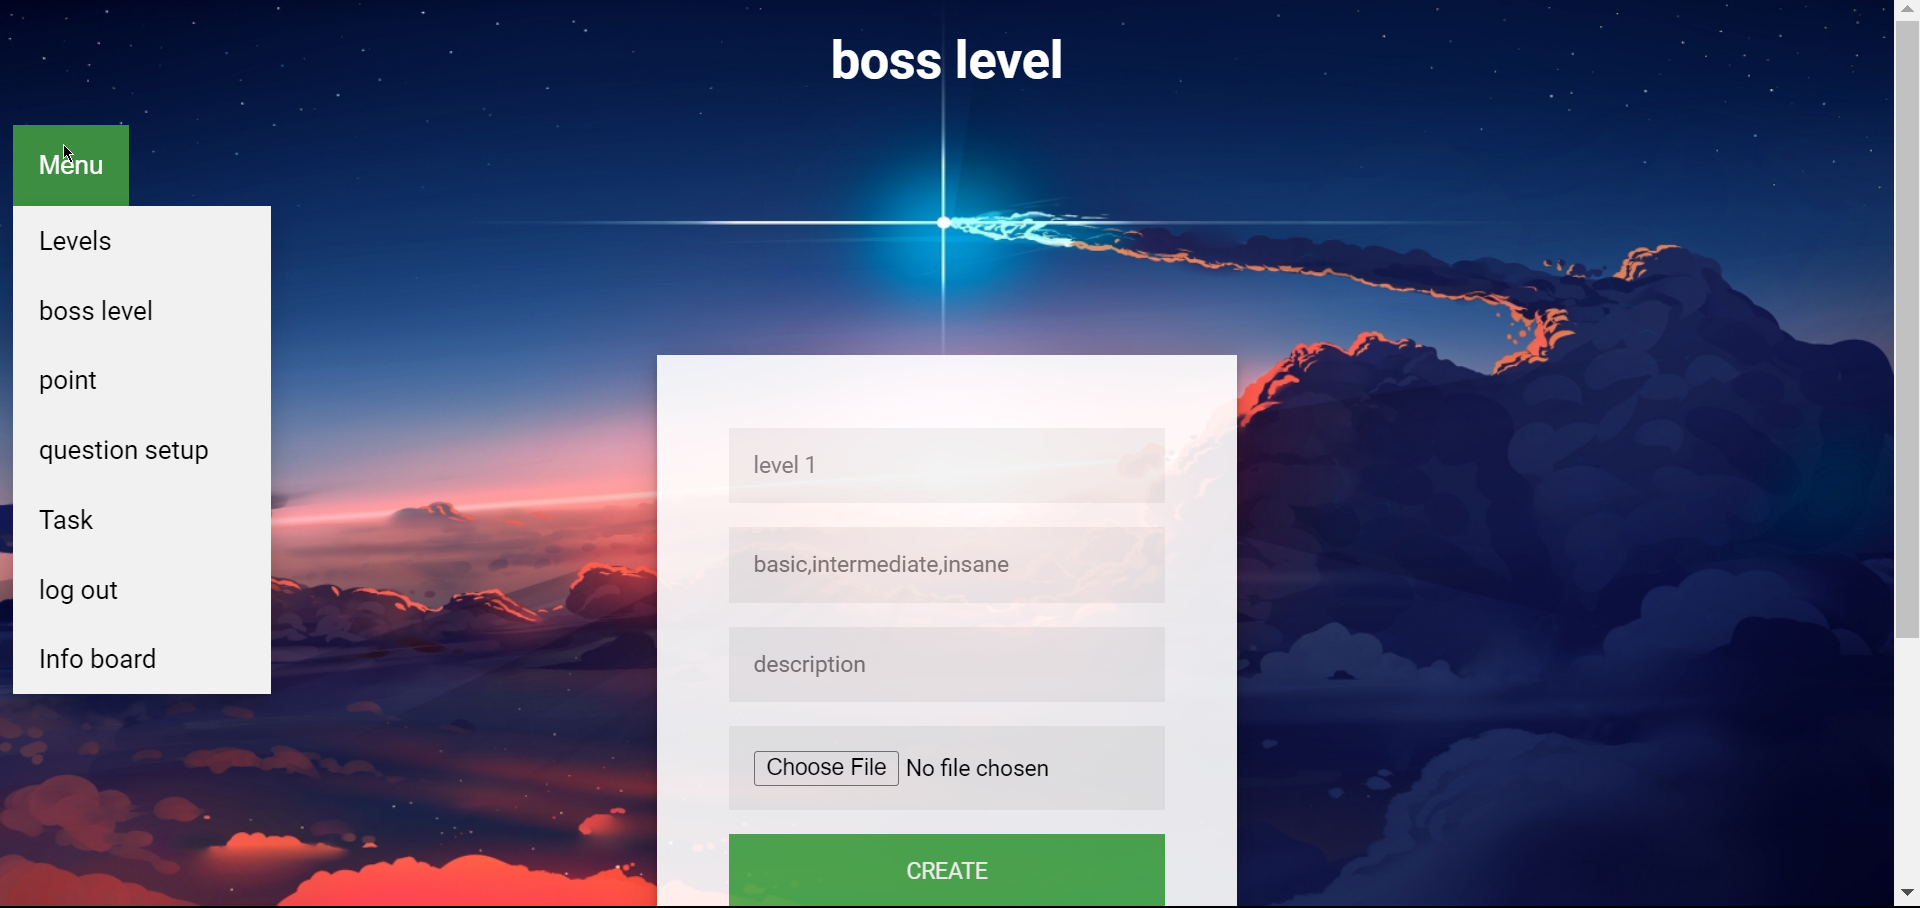 boss level
Menu
Levels
boss level
point
question setup
Task
log out
Info board
level 1
basic,intermediate,insane
description
Choose File No file chosen
CREATE